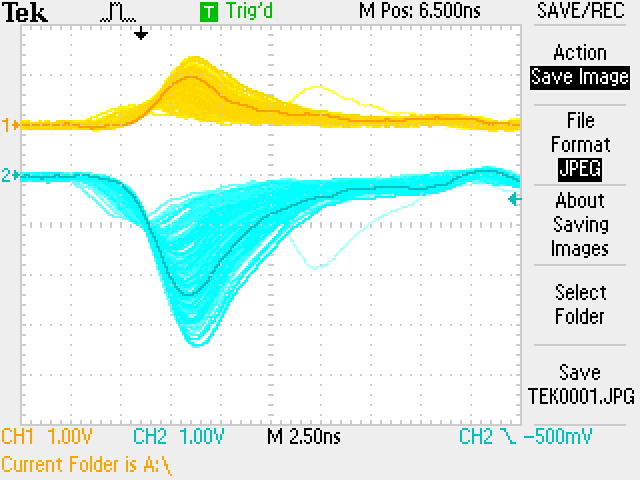 Tek T Trig'd M Pos: 6.500ns SAVE/REC
Action
Save Image
File
Format
JPEG
About
Saving
Images
Select
Folder
Save
TEK0001.JPG
1
2
CH1 1.00V CH2 1.00V M 2.50ns CH2 \ -500mV
Current Folder is A:\